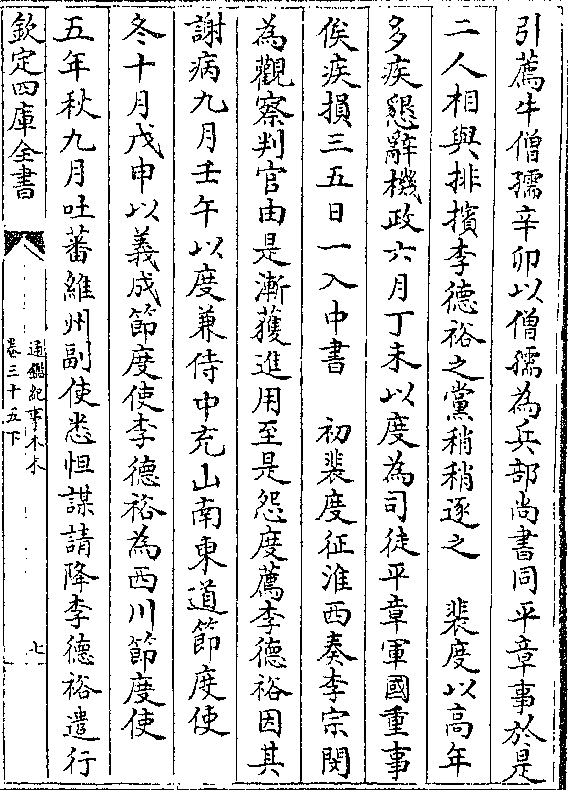 引薦牛僧孺辛卯以僧孺為兵部尚書同平章事於是
二人相與排擯李德裕之黨稍稍逐之　裴度以高年
多疾懇辭機政六月丁未以度為司徒平章軍國重事
俟疾損三五日一入中書　初裴度征淮西奏李宗閔
為觀察判官由是漸獲進用至是怨度薦李德裕因其
謝病九月壬午以度兼侍中充山南東道節度使
冬十月戊申以義成節度使李德裕為西川節度使
五年秋九月吐蕃維州副使悉怛謀請降李德裕遣行
欽定四庫全書
通鑑紀事本末
卷三十五下
七